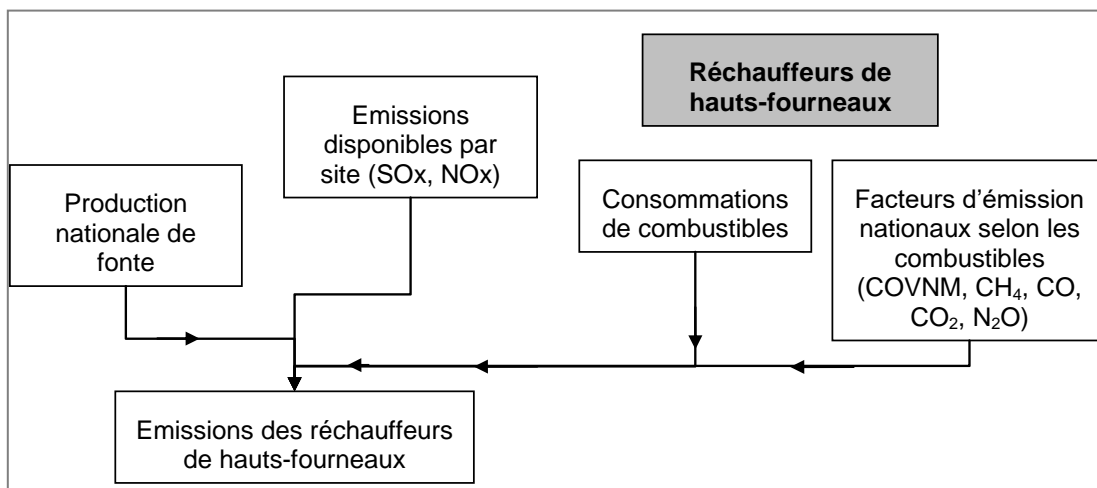 Réchauffeurs de
hauts-fourneaux
Emissions
disponibles par
site (SOx, NOx)
Production
nationale de
fonte
Consommations
de combustibles
Facteurs d'émission
nationaux selon les
combustibles
(COVNM, CH₄, CO,
CO₂, N₂O)
Emissions des réchauffeurs
de hauts-fourneaux